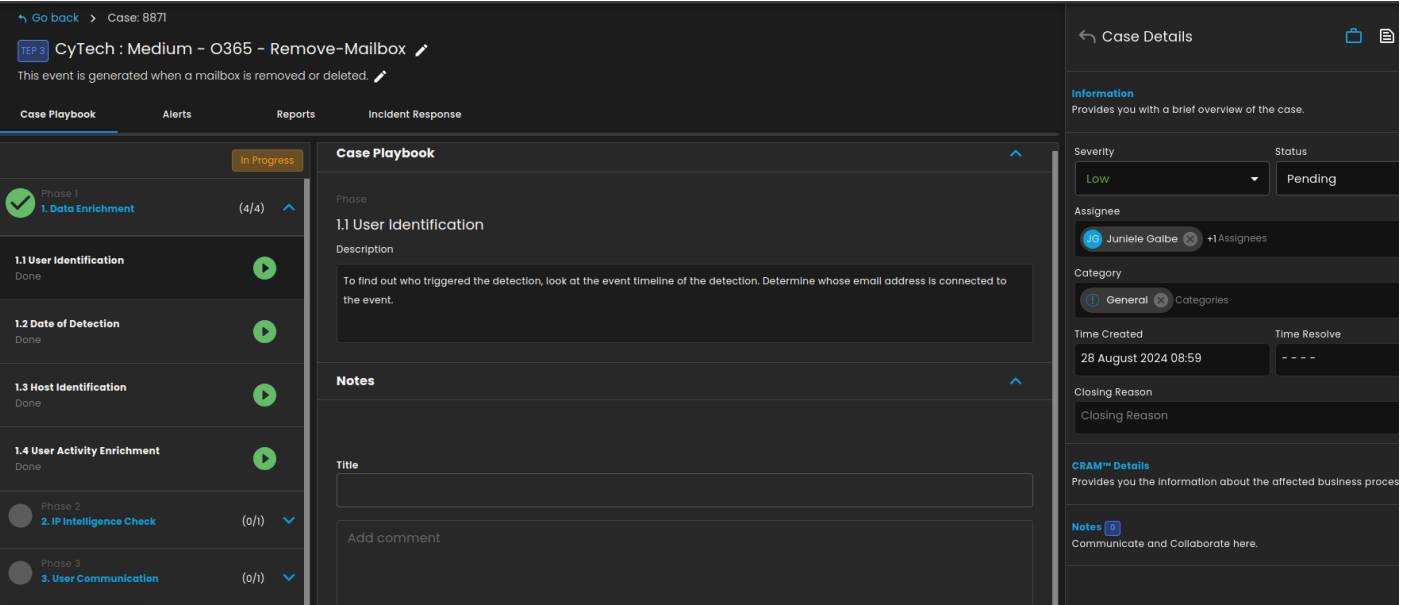 Go back > Case: 8871
TEP 3 CyTech : Medium - O365 - Remove-Mailbox
This event is generated when a mailbox is removed or deleted.
Case Playbook Alerts Reports Incident Response
In Progress
Phase 1
1. Data Enrichment (4/4)
1.1 User Identification
Done
1.2 Date of Detection
Done
1.3 Host Identification
Done
1.4 User Activity Enrichment
Done
Phase 2
2. IP Intelligence Check (0/1)
Phase 3
3. User Communication (0/1)
Case Playbook
Phase
1.1 User Identification
Description
To find out who triggered the detection, look at the event timeline of the detection. Determine whose email address is connected to
the event.
Notes
Title
Add comment
Case Details
Information
Provides you with a brief overview of the case.
Severity Status
Low Pending
Assignee
JG Juniele Galbe +1 Assignees
Category
General Categories
Time Created Time Resolve
28 August 2024 08:59 - - - -
Closing Reason
Closing Reason
CRAM™ Details
Provides you the information about the affected business proces
Notes 0
Communicate and Collaborate here.